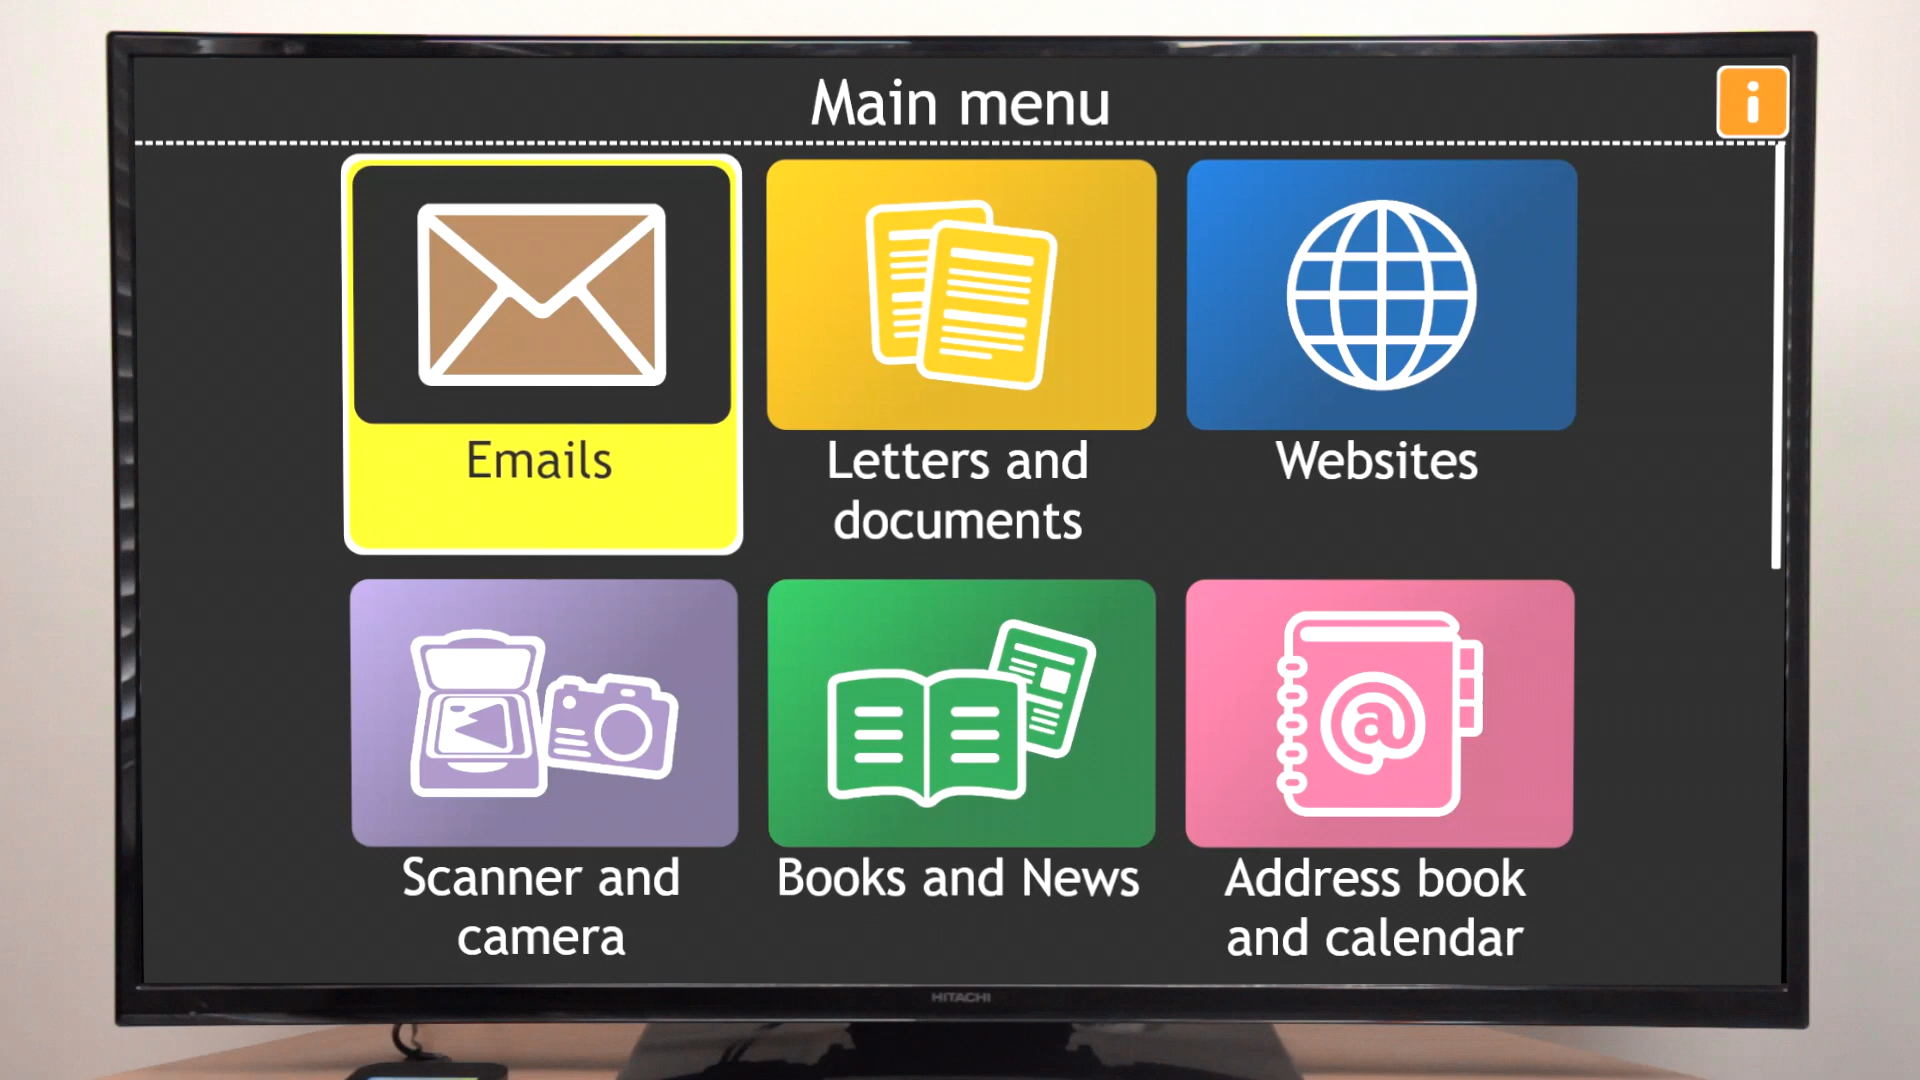 Main menu
i
Emails
Letters and
documents
Websites
Scanner and
camera
Books and News
@
Address book
and calendar
HITACHI